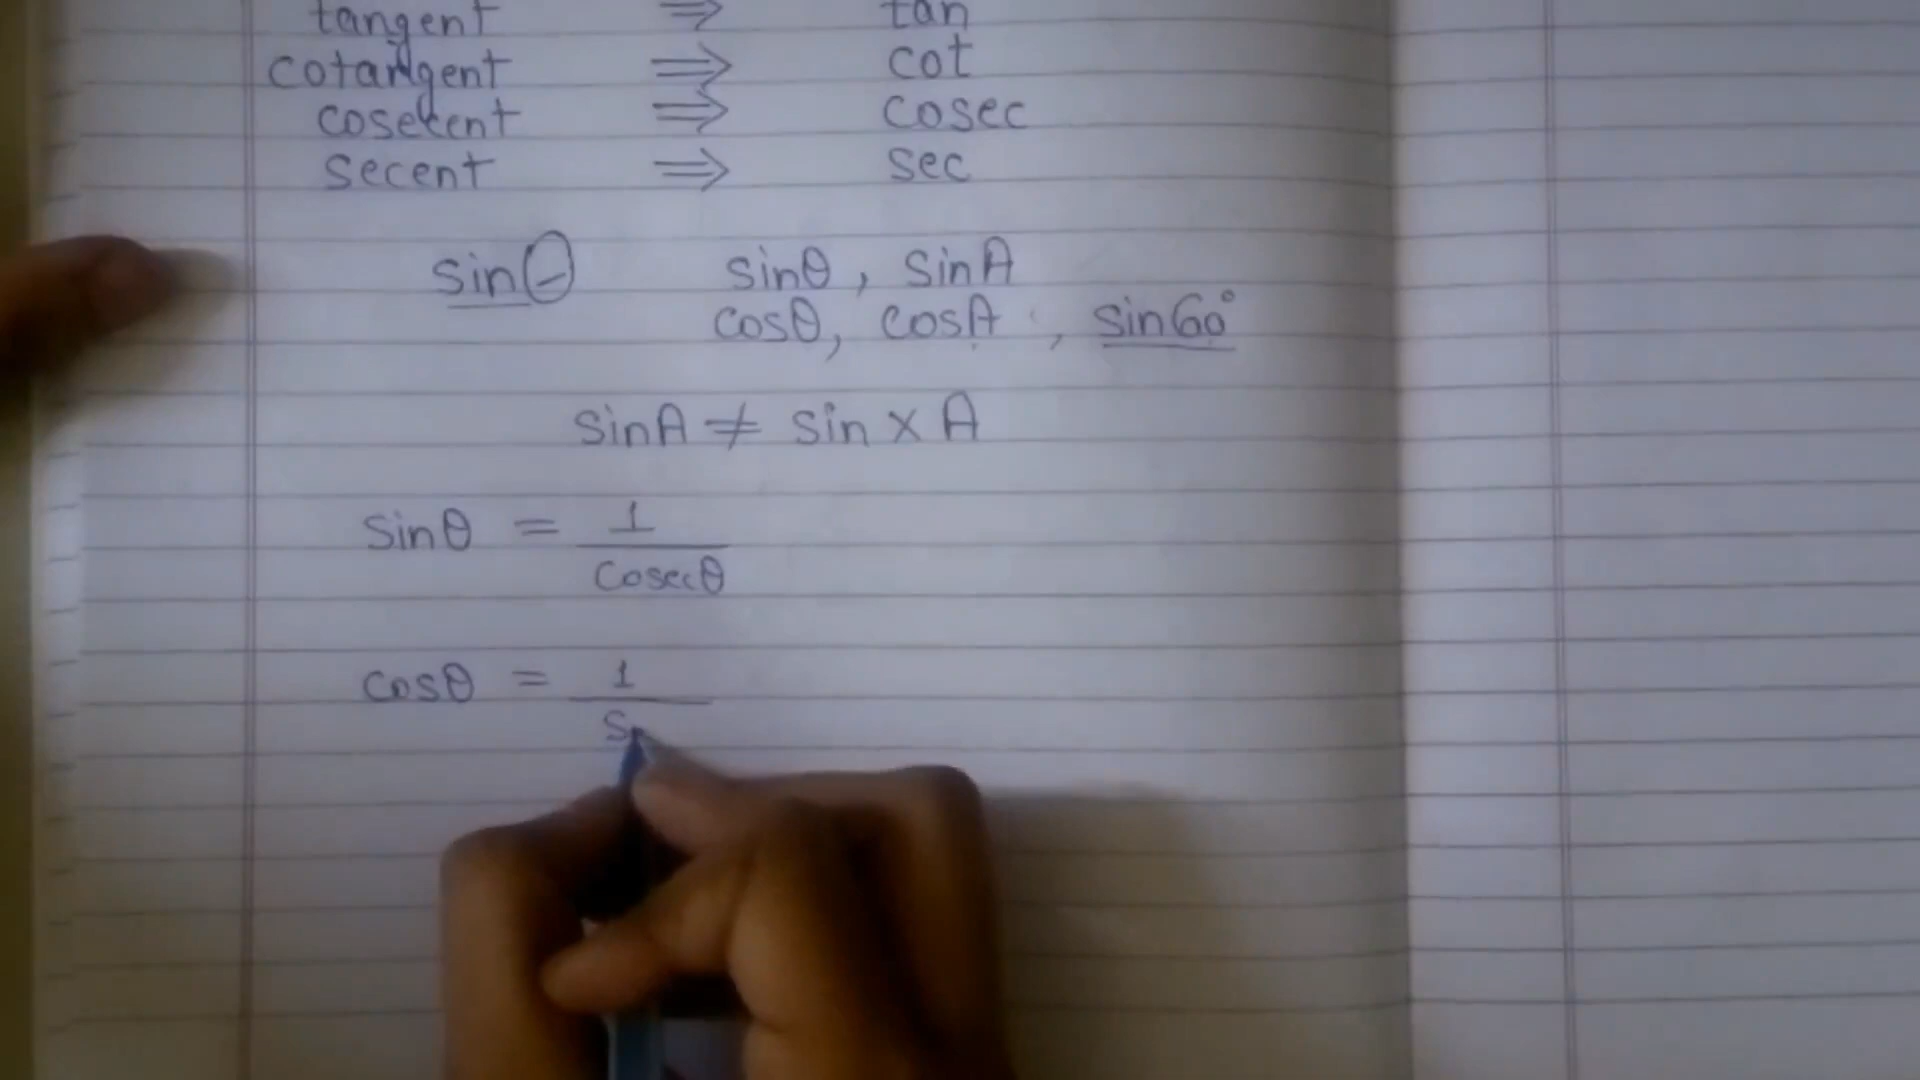 tangent ⇒ tan
cotangent ⇒ cot
cosecent ⇒ cosec
secent ⇒ sec
sinθ sinθ, sinA
cosθ, cosA , sin60°
sinA ≠ sin × A
sinθ = 1/cosecθ
cosθ = 1/s